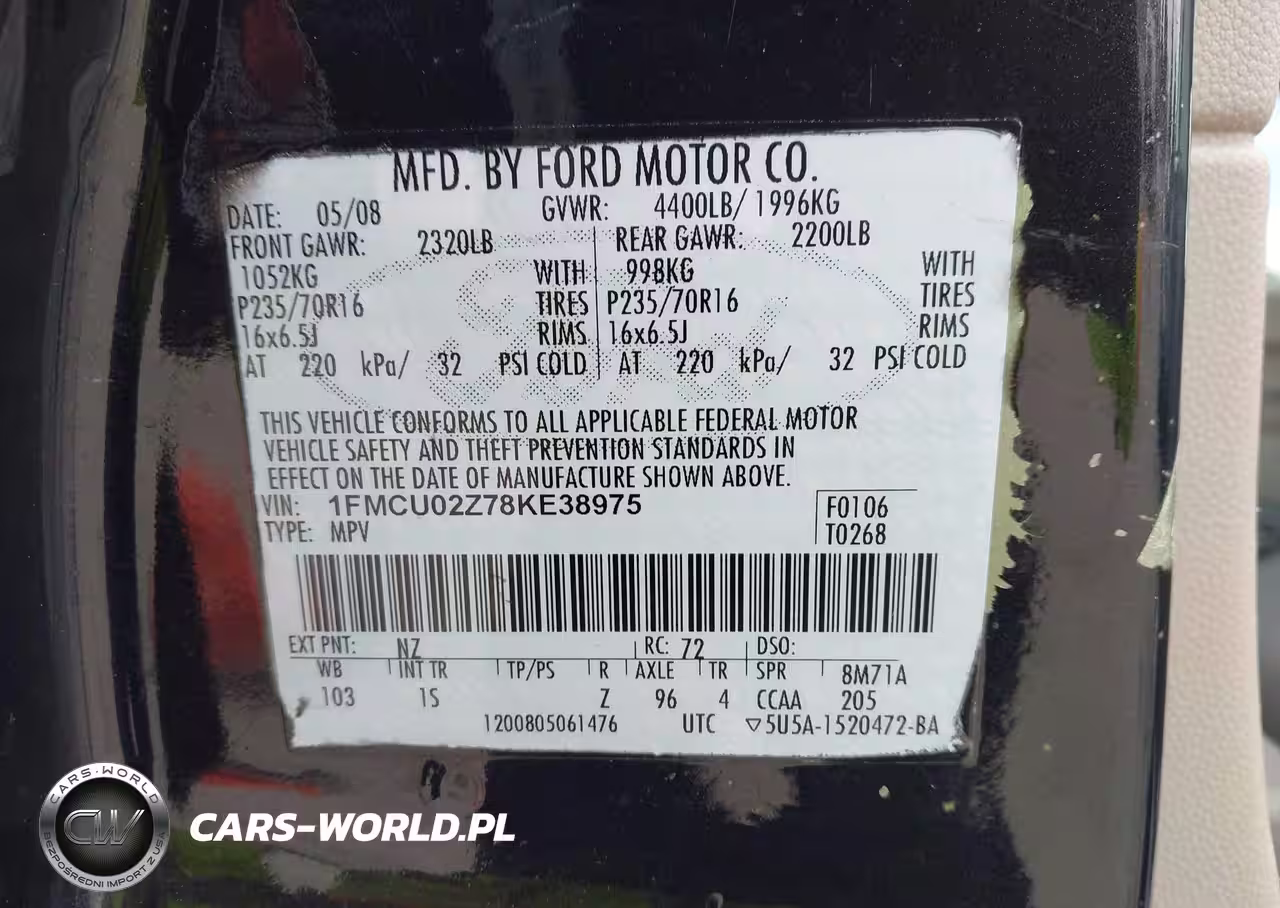 MFD. BY FORD MOTOR CO.
DATE: 05/08 GVWR: 4400LB/ 1996KG
FRONT GAWR: 2320LB REAR GAWR: 2200LB
1052KG WITH 998KG WITH
P235/70R16 TIRES P235/70R16 TIRES
16x6.5J RIMS 16x6.5J RIMS
AT 220 kPa/ 32 PSI COLD AT 220 kPa/ 32 PSI COLD
THIS VEHICLE CONFORMS TO ALL APPLICABLE FEDERAL MOTOR
VEHICLE SAFETY AND THEFT PREVENTION STANDARDS IN
EFFECT ON THE DATE OF MANUFACTURE SHOWN ABOVE.
VIN: 1FMCU02Z78KE38975 F0106
TYPE: MPV T0268
EXT PNT: NZ RC: 72 DSO:
WB INT TR TP/PS R AXLE TR SPR 8M71A
103 1S Z 96 4 CCAA 205
1200805061476 UTC ▽5U5A-1520472-BA
CARS-WORLD
CW
BEZPOŚREDNI IMPORT Z USA
CARS-WORLD.PL